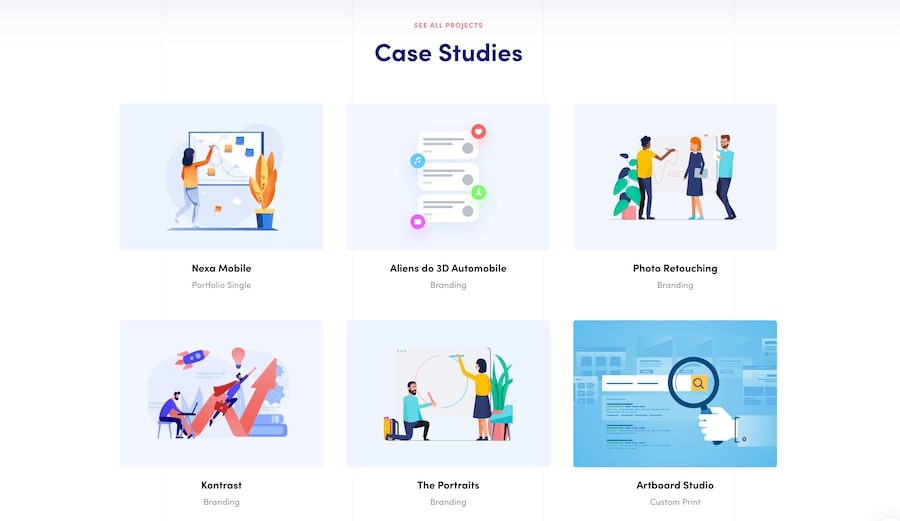 SEE ALL PROJECTS
Case Studies
Nexa Mobile
Portfolio Single
Aliens do 3D Automobile
Branding
Photo Retouching
Branding
Kontrast
Branding
The Portraits
Branding
Artboard Studio
Custom Print